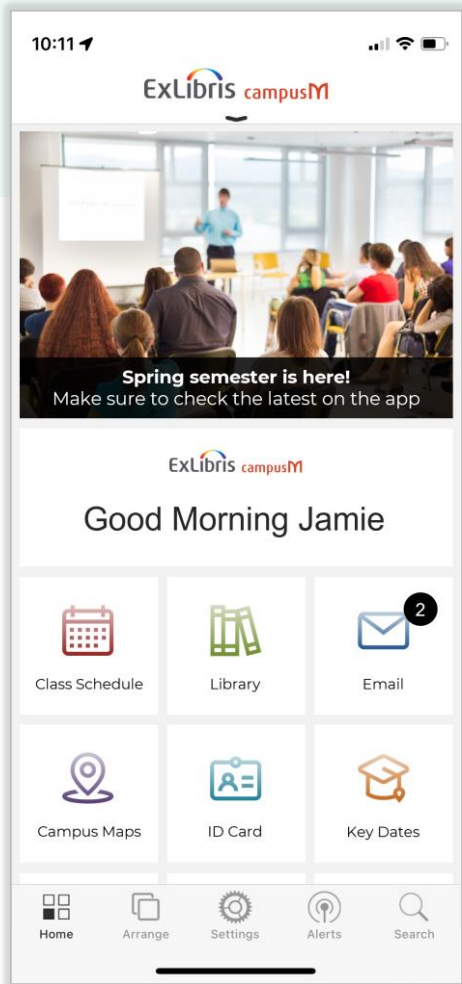 10:11
ExLibris campusM
Spring semester is here!
Make sure to check the latest on the app
ExLibris campusM
Good Morning Jamie
2
Class Schedule
Library
Email
Campus Maps
ID Card
Key Dates
Home
Arrange
Settings
Alerts
Search